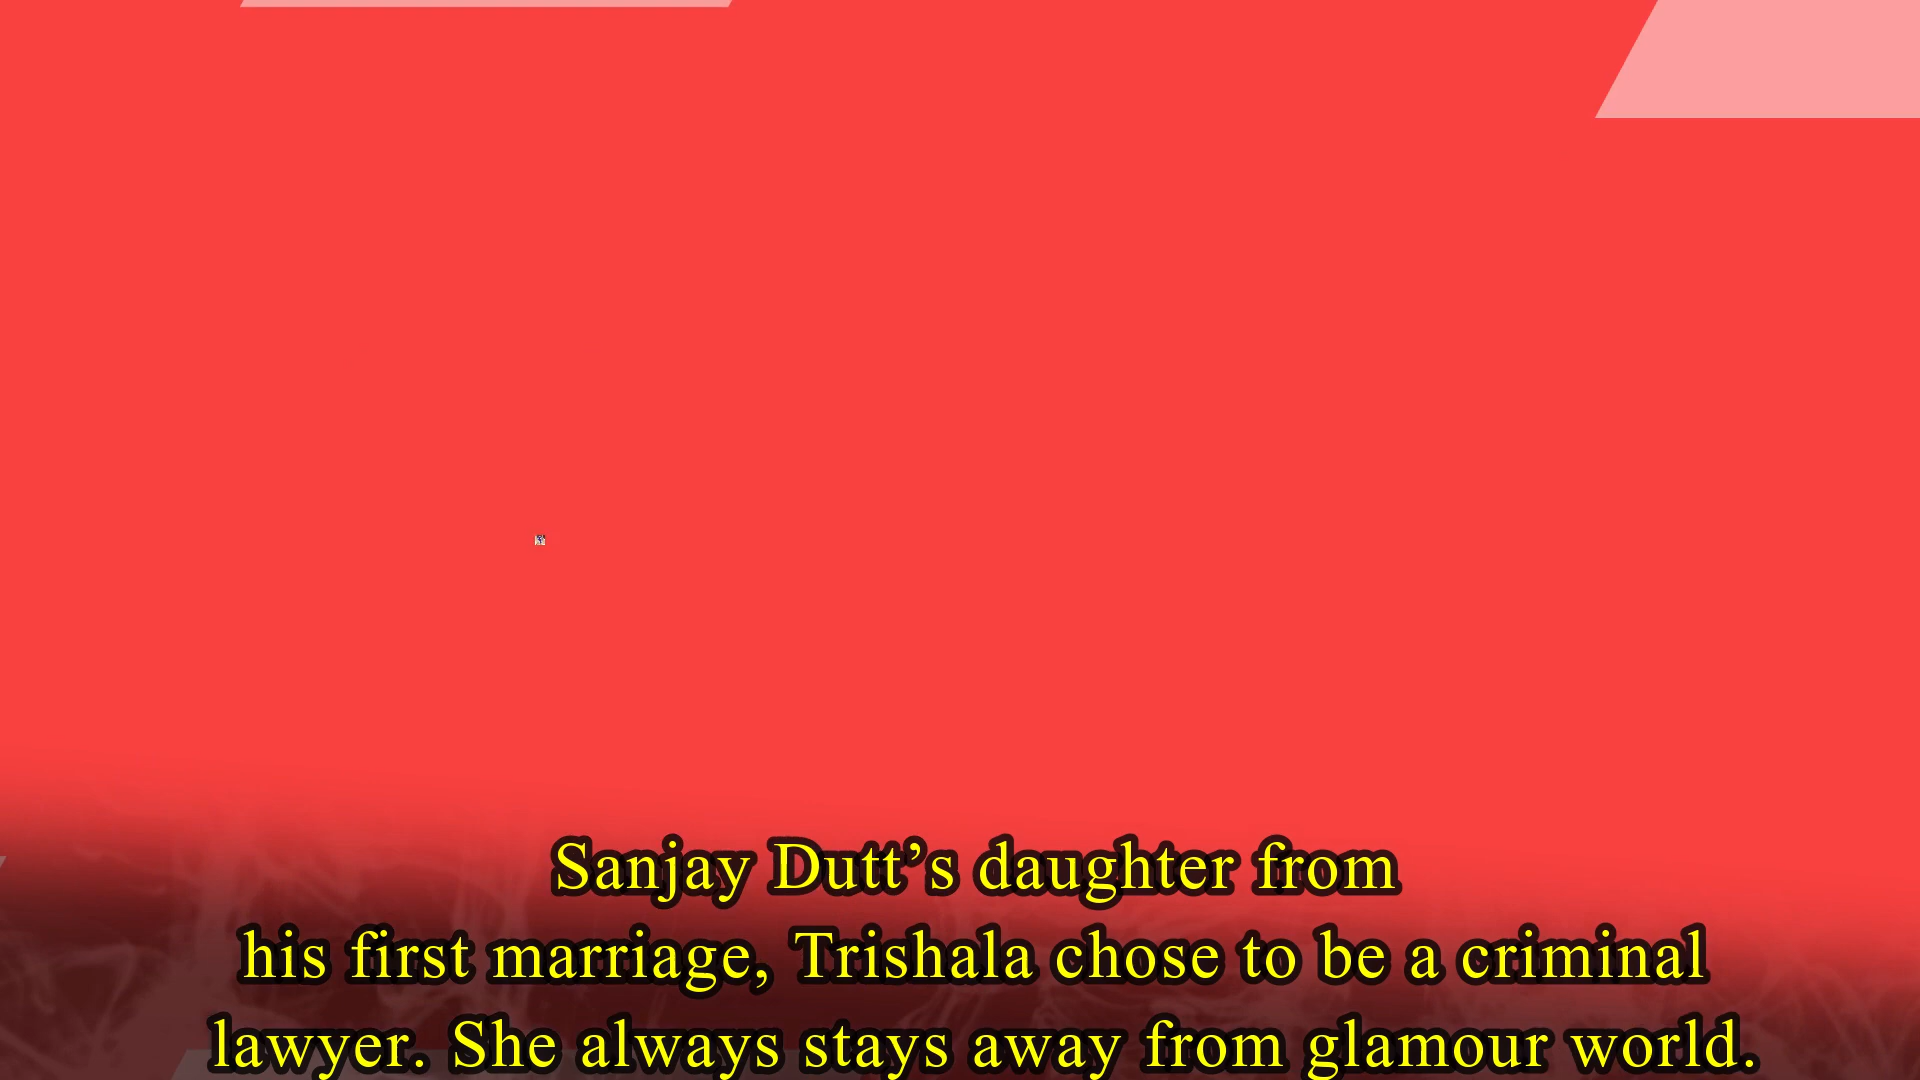 Sanjay Dutt’s daughter from
his first marriage, Trishala chose to be a criminal
lawyer. She always stays away from glamour world.